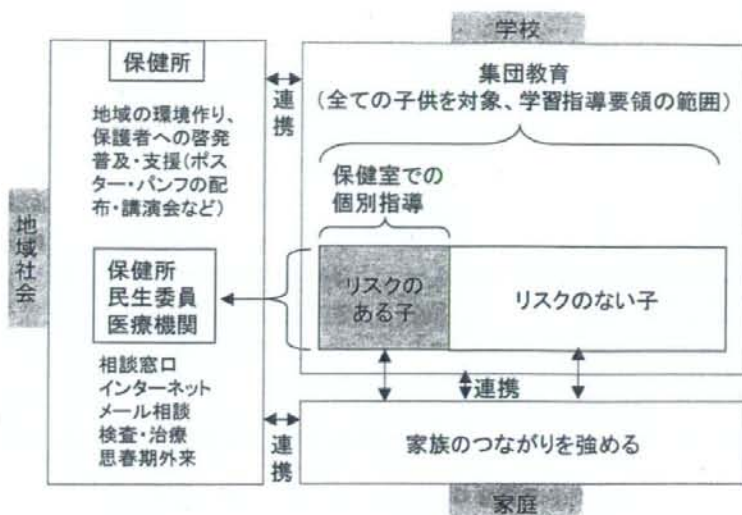 学校
保健所
地域の環境作り、
保護者への啓発
普及・支援(ポス
ター・パンフの配
布・講演会など)
連携
集団教育
(全ての子供を対象、学習指導要領の範囲)
保健室での
個別指導
地域社会
保健所
民生委員
医療機関
リスクの
ある子
リスクのない子
相談窓口
インターネット
メール相談
検査・治療
思春期外来
連携
連携
家族のつながりを強める
家庭